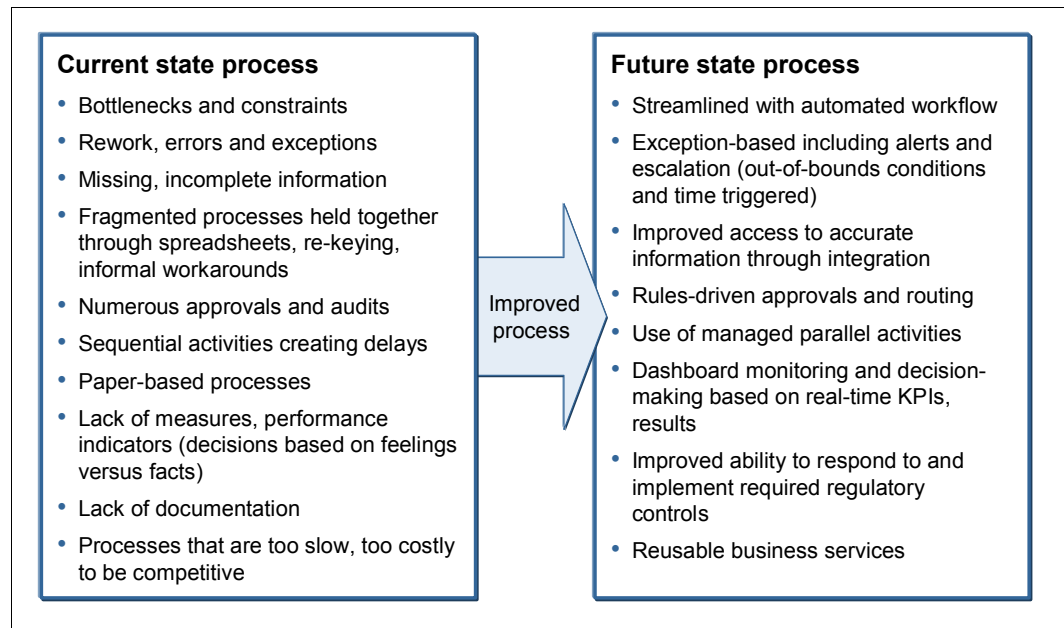 Current state process
• Bottlenecks and constraints
• Rework, errors and exceptions
• Missing, incomplete information
• Fragmented processes held together
through spreadsheets, re-keying,
informal workarounds
• Numerous approvals and audits
• Sequential activities creating delays
• Paper-based processes
• Lack of measures, performance
indicators (decisions based on feelings
versus facts)
• Lack of documentation
• Processes that are too slow, too costly
to be competitive
Improved
process
Future state process
• Streamlined with automated workflow
• Exception-based including alerts and
escalation (out-of-bounds conditions
and time triggered)
• Improved access to accurate
information through integration
• Rules-driven approvals and routing
• Use of managed parallel activities
• Dashboard monitoring and decision-
making based on real-time KPIs,
results
• Improved ability to respond to and
implement required regulatory
controls
• Reusable business services